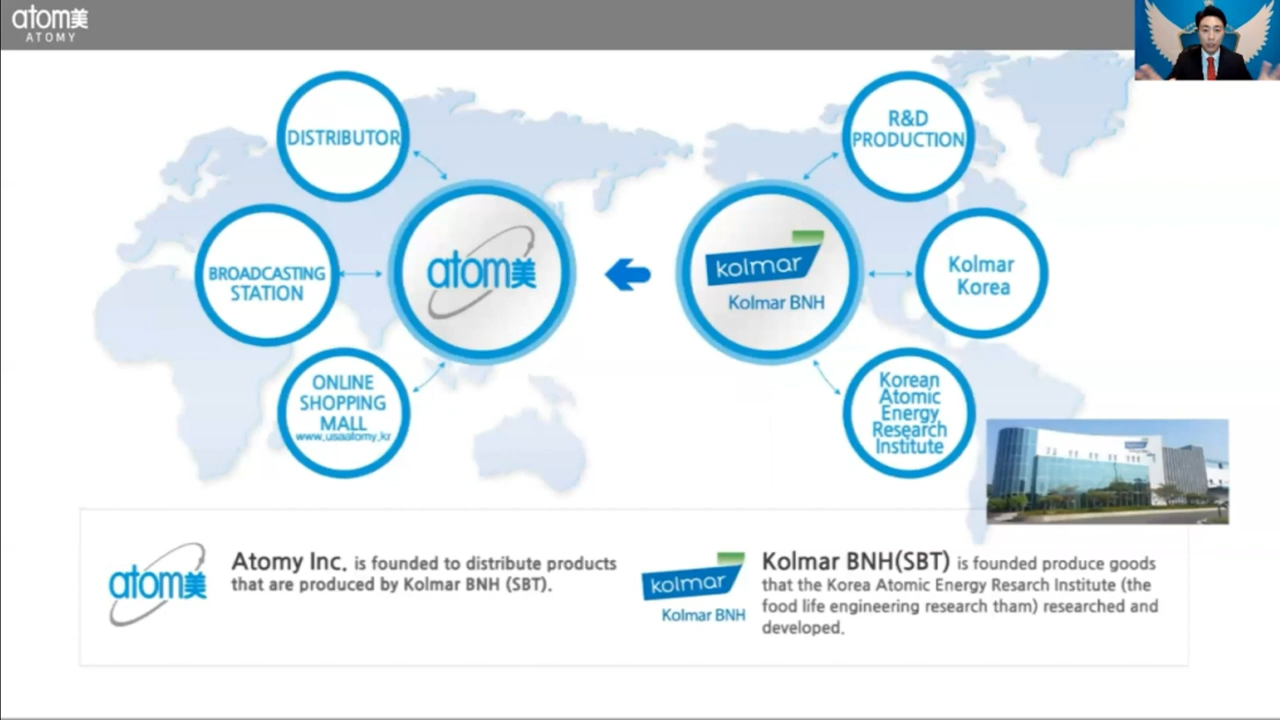 atom美
ATOMY
DISTRIBUTOR
BROADCASTING
STATION
ONLINE
SHOPPING
MALL
www.usaatomy.kr
atom美
kolmar
Kolmar BNH
R&D
PRODUCTION
Kolmar
Korea
Korean
Atomic
Energy
Research
Institute
atom美
Atomy Inc. is founded to distribute products
that are produced by Kolmar BNH (SBT).
kolmar
Kolmar BNH
Kolmar BNH(SBT) is founded produce goods
that the Korea Atomic Energy Resarch Institute (the
food life engineering research tham) researched and
developed.